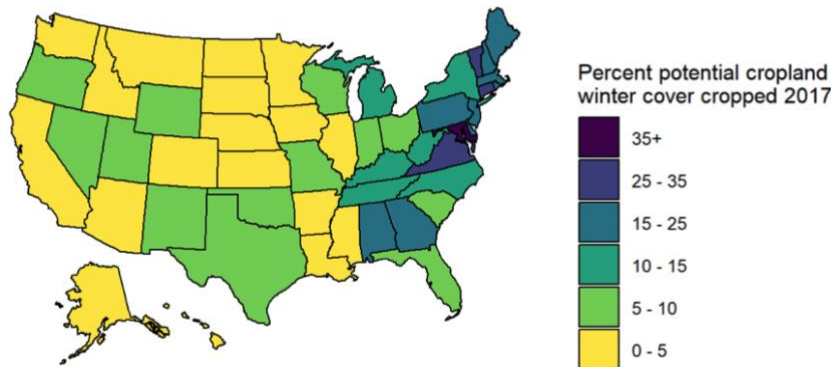 Percent potential cropland
winter cover cropped 2017
35+
25 - 35
15 - 25
10 - 15
5 - 10
0 - 5